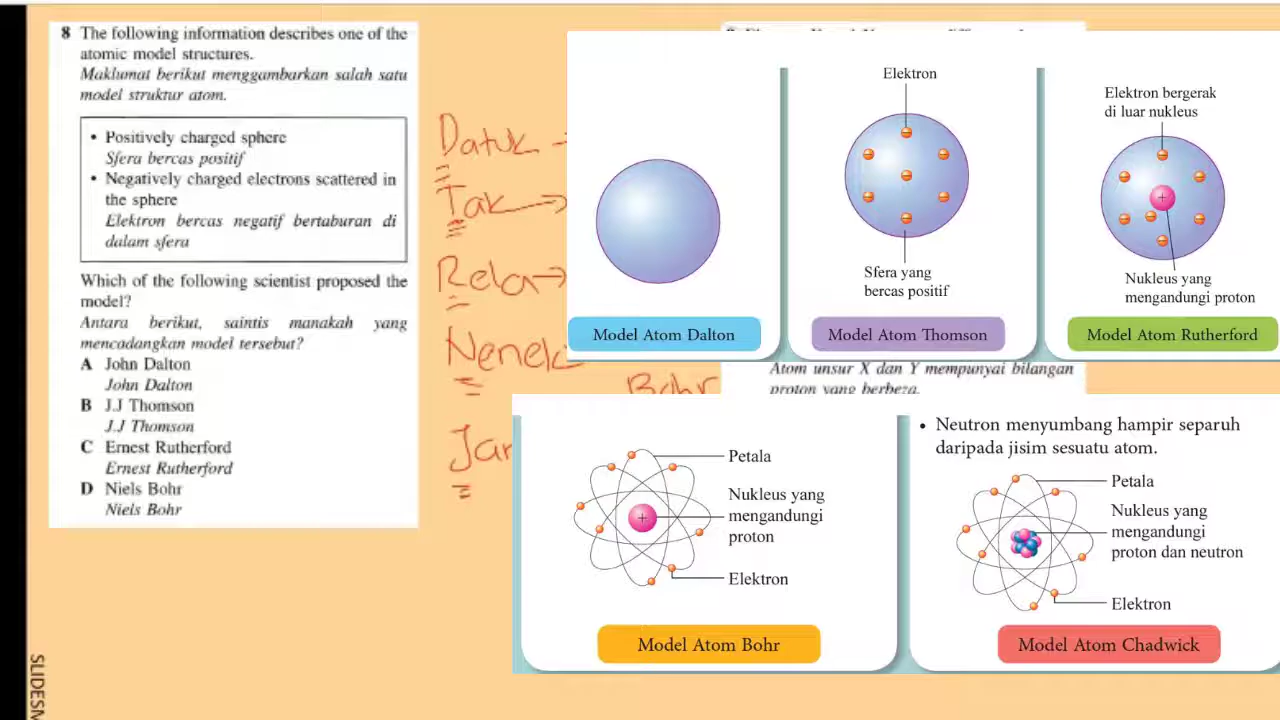 8 The following information describes one of the
atomic model structures.
Maklumat berikut menggambarkan salah satu
model struktur atom.
• Positively charged sphere
Sfera bercas positif
• Negatively charged electrons scattered in
the sphere
Elektron bercas negatif bertaburan di
dalam sfera
Which of the following scientist proposed the
model?
Antara berikut, saintis manakah yang
mencadangkan model tersebut?
A John Dalton
John Dalton
B J.J Thomson
J.J Thomson
C Ernest Rutherford
Ernest Rutherford
D Niels Bohr
Niels Bohr
Datuk →
Tak →
Rela →
Nenek
Bohr
Jar
Model Atom Dalton
Elektron
Sfera yang
bercas positif
Model Atom Thomson
Elektron bergerak
di luar nukleus
+
Nukleus yang
mengandungi proton
Model Atom Rutherford
Atom unsur X dan Y mempunyai bilangan
proton yang berbeza.
Petala
Nukleus yang
mengandungi
proton
+
Elektron
Model Atom Bohr
• Neutron menyumbang hampir separuh
daripada jisim sesuatu atom.
Petala
Nukleus yang
mengandungi
proton dan neutron
Elektron
Model Atom Chadwick
SLIDESM